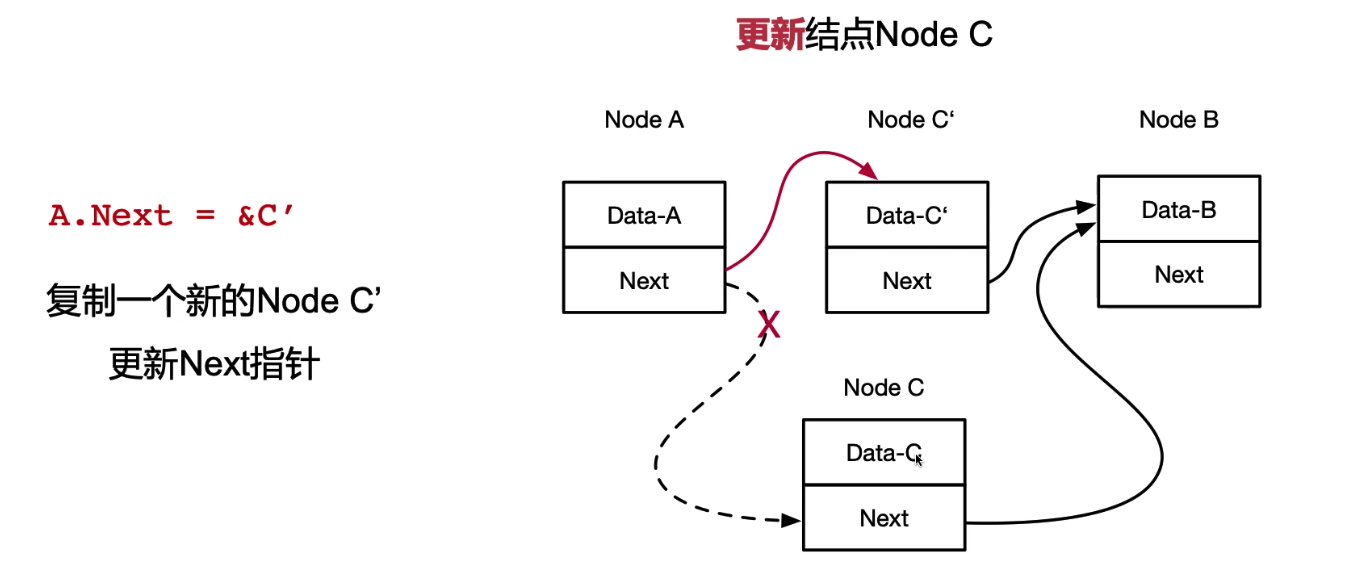 更新结点Node C
Node A
Node C‘
Node B
A.Next = &C’
复制一个新的Node C’
更新Next指针
Data-A
Next
Data-C‘
Next
Data-B
Next
X
Node C
Data-C
Next